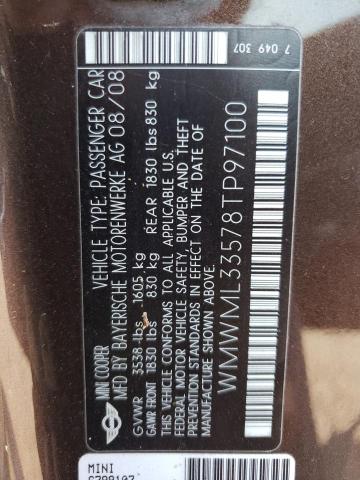 MINI COOPER
VEHICLE TYPE: PASSENGER CAR
MFD BY BAYERISCHE MOTORENWERKE AG 08/08
GVWR 3538 lbs 1605 kg
GAWR FRONT 1830 lbs 830 kg REAR 1830 lbs 830 kg
THIS VEHICLE CONFORMS TO ALL APPLICABLE U.S.
FEDERAL MOTOR VEHICLE SAFETY, BUMPER AND THEFT
PREVENTION STANDARDS IN EFFECT ON THE DATE OF
MANUFACTURE SHOWN ABOVE.
WMWML33578TP97100
7 049 307
MINI